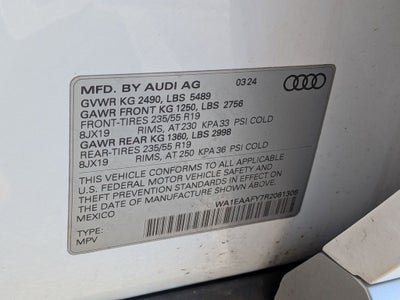 MFD. BY AUDI AG 03·24
GVWR KG 2490, LBS 5489
GAWR FRONT KG 1250, LBS 2756
FRONT-TIRES 235/55 R19
8JX19 RIMS, AT 230 KPA 33 PSI COLD
GAWR REAR KG 1360, LBS 2998
REAR-TIRES 235/55 R19
8JX19 RIMS, AT 250 KPA 36 PSI COLD
THIS VEHICLE CONFORMS TO ALL APPLICABLE
U.S. FEDERAL MOTOR VEHICLE SAFETY AND
THEFT PREVENTION STANDARDS IN EFFECT ON THE
DATE OF MANUFACTURE SHOWN ABOVE.
MEXICO
WA1EAAFY7R2081306
TYPE:
MPV